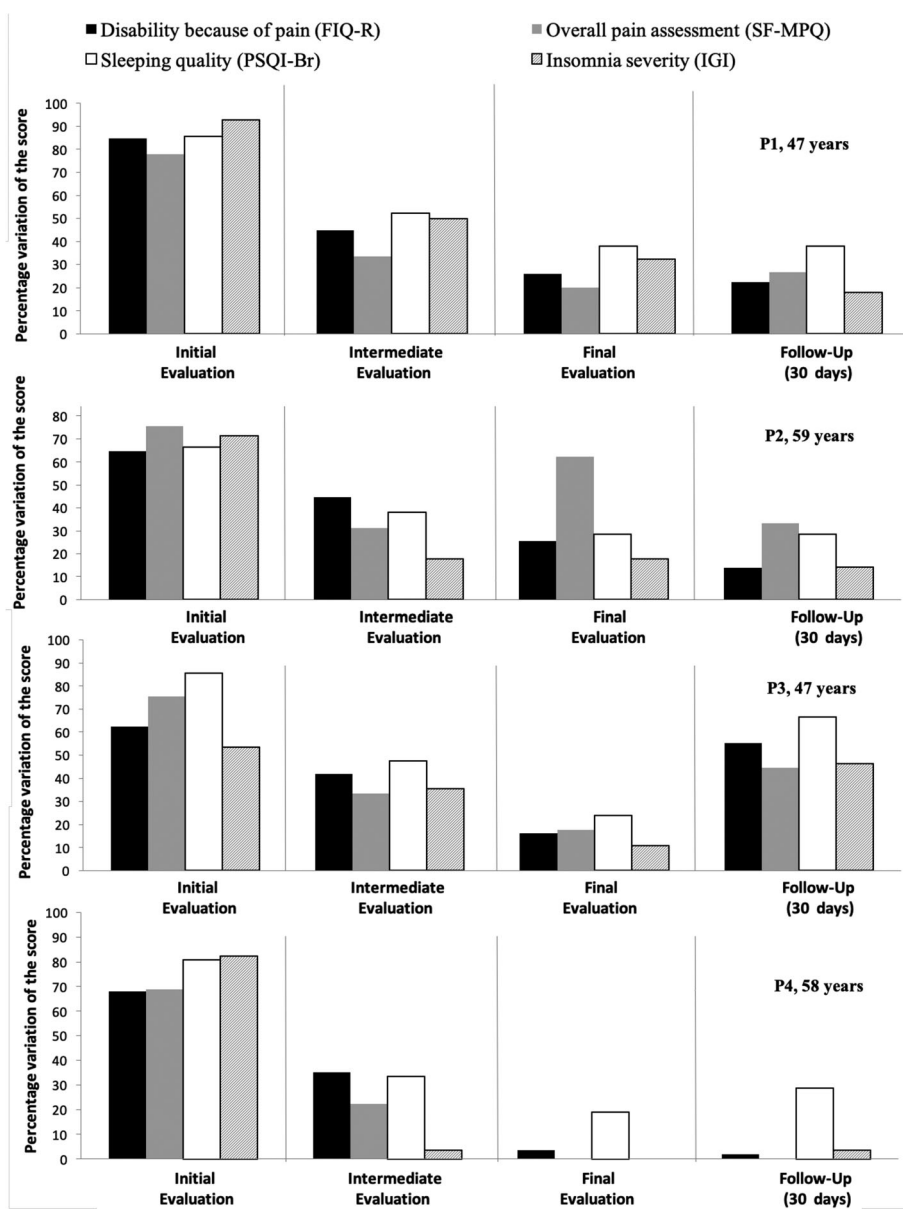 ■ Disability because of pain (FIQ-R) ■ Overall pain assessment (SF-MPQ)
□ Sleeping quality (PSQI-Br) Insomnia severity (IGI)
Percentage variation of the score
100
90
80
70
60
50
40
30
20
10
0
P1, 47 years
Initial Evaluation
Intermediate Evaluation
Final Evaluation
Follow-Up (30 days)
Percentage variation of the score
80
70
60
50
40
30
20
10
0
P2, 59 years
Initial Evaluation
Intermediate Evaluation
Final Evaluation
Follow-Up (30 days)
Percentage variation of the score
100
90
80
70
60
50
40
30
20
10
0
P3, 47 years
Initial Evaluation
Intermediate Evaluation
Final Evaluation
Follow-Up (30 days)
Percentage variation of the score
100
90
80
70
60
50
40
30
20
10
0
P4, 58 years
Initial Evaluation
Intermediate Evaluation
Final Evaluation
Follow-Up (30 days)